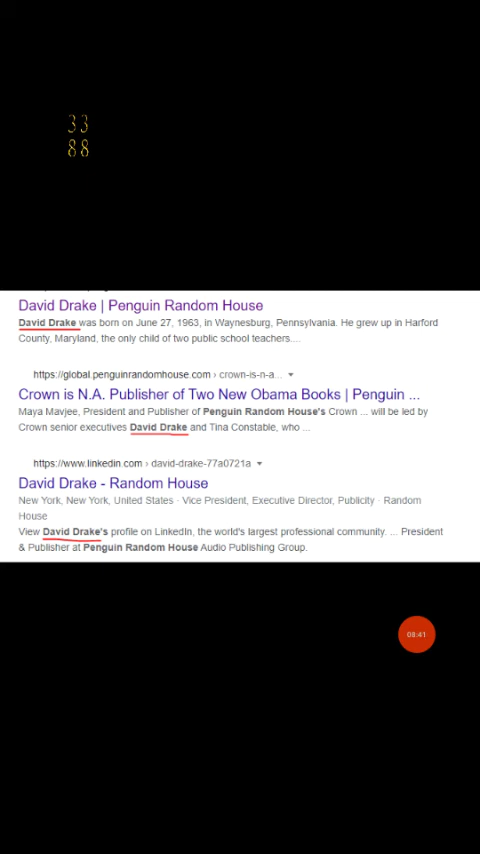 33
88
David Drake | Penguin Random House
David Drake was born on June 27, 1963, in Waynesburg, Pennsylvania. He grew up in Harford
County, Maryland, the only child of two public school teachers....
https://global.penguinrandomhouse.com › crown-is-n-a...
Crown is N.A. Publisher of Two New Obama Books | Penguin ...
Maya Mavjee, President and Publisher of Penguin Random House's Crown ... will be led by
Crown senior executives David Drake and Tina Constable, who ...
https://www.linkedin.com › david-drake-77a0721a
David Drake - Random House
New York, New York, United States · Vice President, Executive Director, Publicity · Random
House
View David Drake's profile on LinkedIn, the world's largest professional community. ... President
& Publisher at Penguin Random House Audio Publishing Group.
08:41